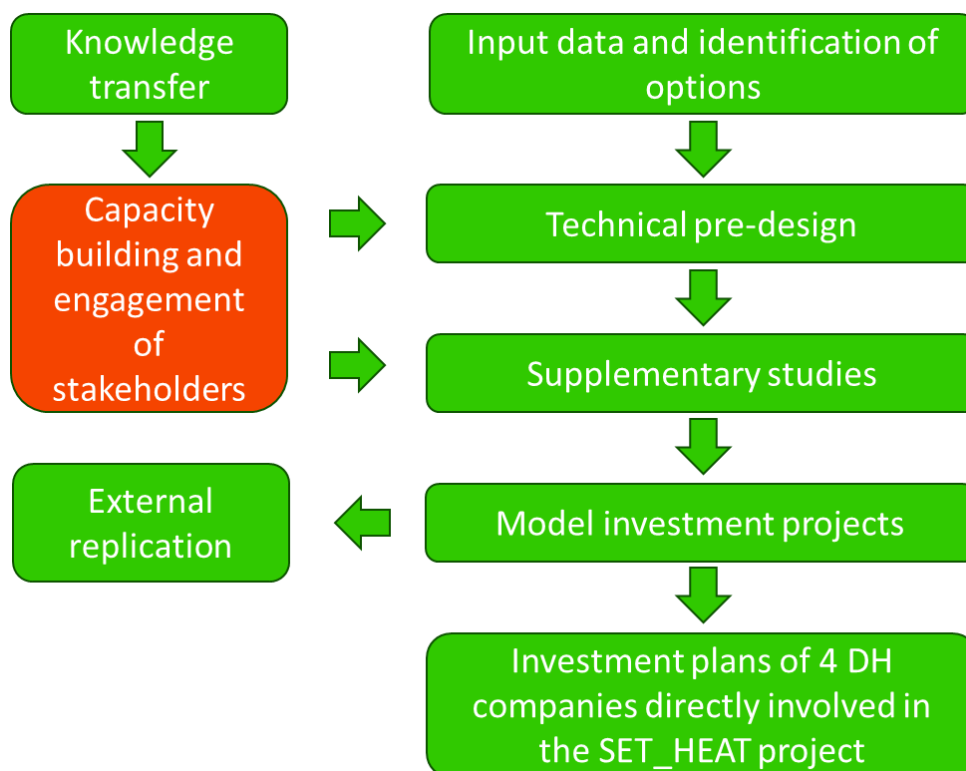 Knowledge
transfer
Input data and identification of
options
Capacity
building and
engagement
of
stakeholders
Technical pre-design
Supplementary studies
External
replication
Model investment projects
Investment plans of 4 DH
companies directly involved in
the SET_HEAT project